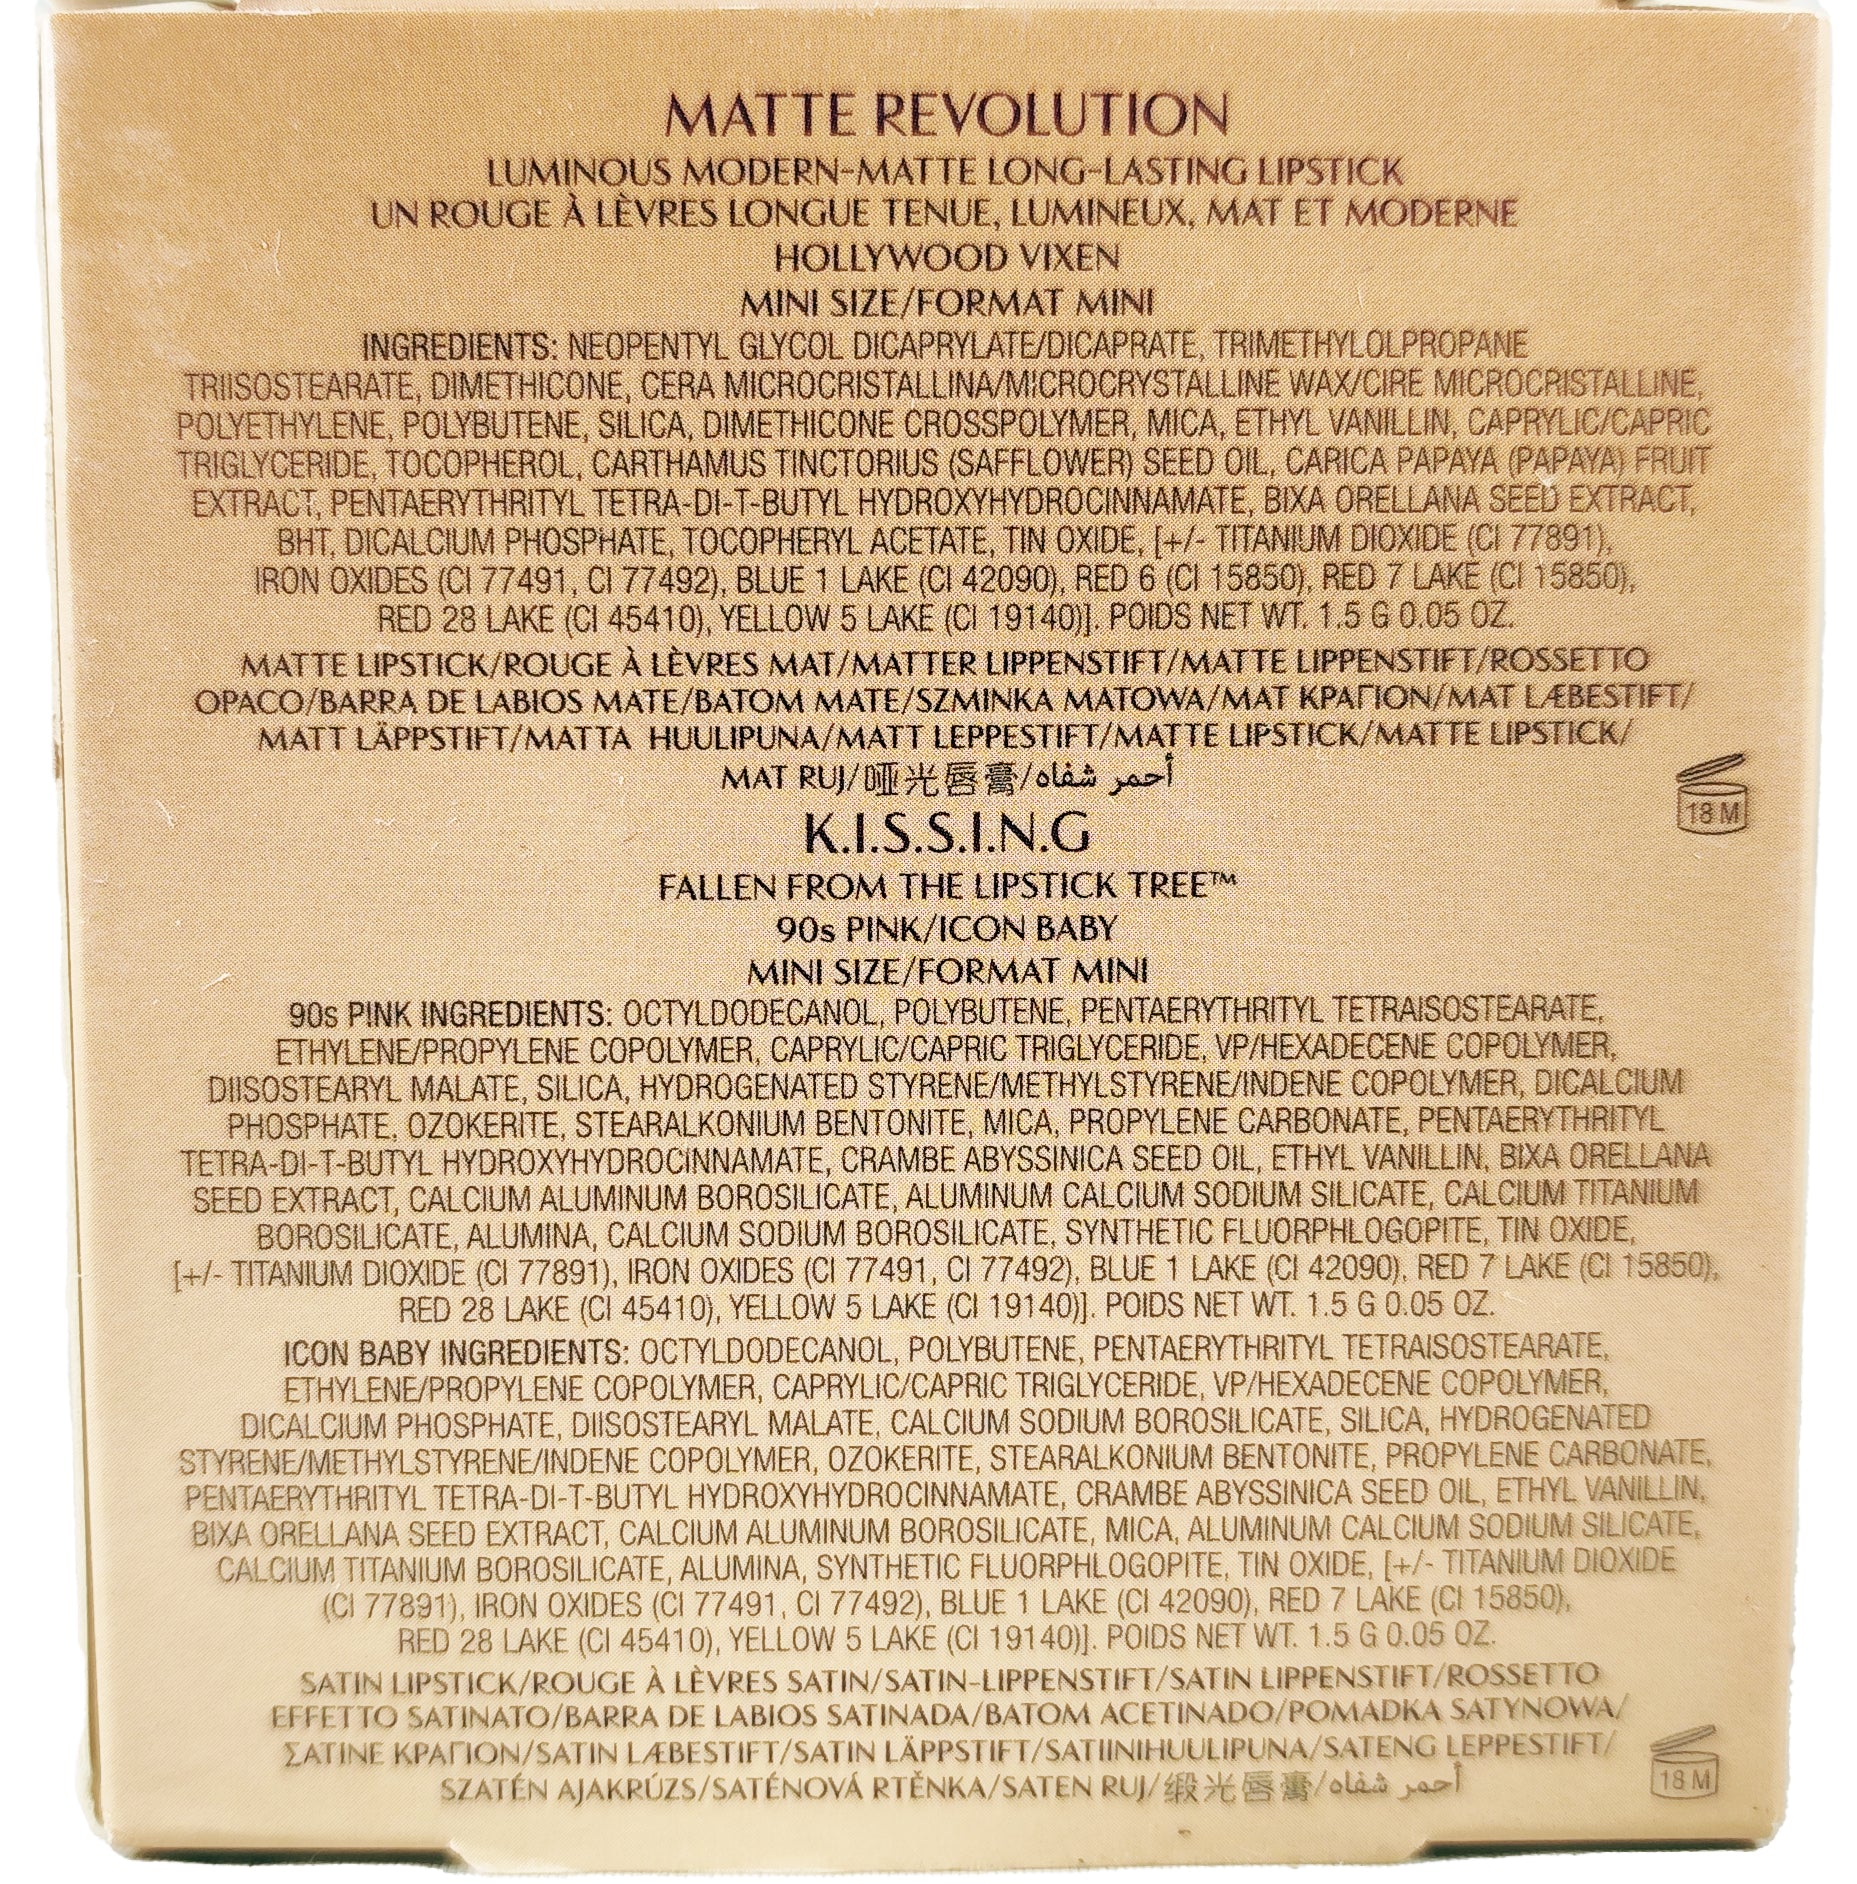 MATTE REVOLUTION
LUMINOUS MODERN-MATTE LONG-LASTING LIPSTICK
UN ROUGE À LÈVRES LONGUE TENUE, LUMINEUX, MAT ET MODERNE
HOLLYWOOD VIXEN
MINI SIZE/FORMAT MINI
INGREDIENTS: NEOPENTYL GLYCOL DICAPRYLATE/DICAPRATE, TRIMETHYLOLPROPANE
TRIISOSTEARATE, DIMETHICONE, CERA MICROCRISTALLINA/MICROCRYSTALLINE WAX/CIRE MICROCRISTALLINE,
POLYETHYLENE, POLYBUTENE, SILICA, DIMETHICONE CROSSPOLYMER, MICA, ETHYL VANILLIN, CAPRYLIC/CAPRIC
TRIGLYCERIDE, TOCOPHEROL, CARTHAMUS TINCTORIUS (SAFFLOWER) SEED OIL, CARICA PAPAYA (PAPAYA) FRUIT
EXTRACT, PENTAERYTHRITYL TETRA-DI-T-BUTYL HYDROXYHYDROCINNAMATE, BIXA ORELLANA SEED EXTRACT,
BHT, DICALCIUM PHOSPHATE, TOCOPHERYL ACETATE, TIN OXIDE, [+/- TITANIUM DIOXIDE (CI 77891),
IRON OXIDES (CI 77491, CI 77492), BLUE 1 LAKE (CI 42090), RED 6 (CI 15850), RED 7 LAKE (CI 15850),
RED 28 LAKE (CI 45410), YELLOW 5 LAKE (CI 19140)]. POIDS NET WT. 1.5 G 0.05 OZ.
MATTE LIPSTICK/ROUGE À LÈVRES MAT/MATTER LIPPENSTIFT/MATTE LIPPENSTIFT/ROSSETTO
OPACO/BARRA DE LABIOS MATE/BATOM MATE/SZMINKA MATOWA/MAT ΚΡΑΓΙΟΝ/MAT LÆBESTIFT/
MATT LÄPPSTIFT/MATTA HUULIPUNA/MATT LEPPESTIFT/MATTE LIPSTICK/MATTE LIPSTICK/
MAT RUJ/哑光唇膏/أحمر شفاه
18 M
K.I.S.S.I.N.G
FALLEN FROM THE LIPSTICK TREE™
90s PINK/ICON BABY
MINI SIZE/FORMAT MINI
90s PINK INGREDIENTS: OCTYLDODECANOL, POLYBUTENE, PENTAERYTHRITYL TETRAISOSTEARATE,
ETHYLENE/PROPYLENE COPOLYMER, CAPRYLIC/CAPRIC TRIGLYCERIDE, VP/HEXADECENE COPOLYMER,
DIISOSTEARYL MALATE, SILICA, HYDROGENATED STYRENE/METHYLSTYRENE/INDENE COPOLYMER, DICALCIUM
PHOSPHATE, OZOKERITE, STEARALKONIUM BENTONITE, MICA, PROPYLENE CARBONATE, PENTAERYTHRITYL
TETRA-DI-T-BUTYL HYDROXYHYDROCINNAMATE, CRAMBE ABYSSINICA SEED OIL, ETHYL VANILLIN, BIXA ORELLANA
SEED EXTRACT, CALCIUM ALUMINUM BOROSILICATE, ALUMINUM CALCIUM SODIUM SILICATE, CALCIUM TITANIUM
BOROSILICATE, ALUMINA, CALCIUM SODIUM BOROSILICATE, SYNTHETIC FLUORPHLOGOPITE, TIN OXIDE,
[+/- TITANIUM DIOXIDE (CI 77891), IRON OXIDES (CI 77491, CI 77492), BLUE 1 LAKE (CI 42090), RED 7 LAKE (CI 15850),
RED 28 LAKE (CI 45410), YELLOW 5 LAKE (CI 19140)]. POIDS NET WT. 1.5 G 0.05 OZ.
ICON BABY INGREDIENTS: OCTYLDODECANOL, POLYBUTENE, PENTAERYTHRITYL TETRAISOSTEARATE,
ETHYLENE/PROPYLENE COPOLYMER, CAPRYLIC/CAPRIC TRIGLYCERIDE, VP/HEXADECENE COPOLYMER,
DICALCIUM PHOSPHATE, DIISOSTEARYL MALATE, CALCIUM SODIUM BOROSILICATE, SILICA, HYDROGENATED
STYRENE/METHYLSTYRENE/INDENE COPOLYMER, OZOKERITE, STEARALKONIUM BENTONITE, PROPYLENE CARBONATE,
PENTAERYTHRITYL TETRA-DI-T-BUTYL HYDROXYHYDROCINNAMATE, CRAMBE ABYSSINICA SEED OIL, ETHYL VANILLIN,
BIXA ORELLANA SEED EXTRACT, CALCIUM ALUMINUM BOROSILICATE, MICA, ALUMINUM CALCIUM SODIUM SILICATE,
CALCIUM TITANIUM BOROSILICATE, ALUMINA, SYNTHETIC FLUORPHLOGOPITE, TIN OXIDE, [+/- TITANIUM DIOXIDE
(CI 77891), IRON OXIDES (CI 77491, CI 77492), BLUE 1 LAKE (CI 42090), RED 7 LAKE (CI 15850),
RED 28 LAKE (CI 45410), YELLOW 5 LAKE (CI 19140)]. POIDS NET WT. 1.5 G 0.05 OZ.
SATIN LIPSTICK/ROUGE À LÈVRES SATIN/SATIN-LIPPENSTIFT/SATIN LIPPENSTIFT/ROSSETTO
EFFETTO SATINATO/BARRA DE LABIOS SATINADA/BATOM ACETINADO/POMADKA SATYNOWA/
ΣΑΤΙΝΕ ΚΡΑΓΙΟΝ/SATIN LÆBESTIFT/SATIN LÄPPSTIFT/SATIINIHUULIPUNA/SATENG LEPPESTIFT/
SZATÉN AJAKRÚZS/SATÉNOVÁ RTĚNKA/SATEN RUJ/缎光唇膏/أحمر شفاه
18 M